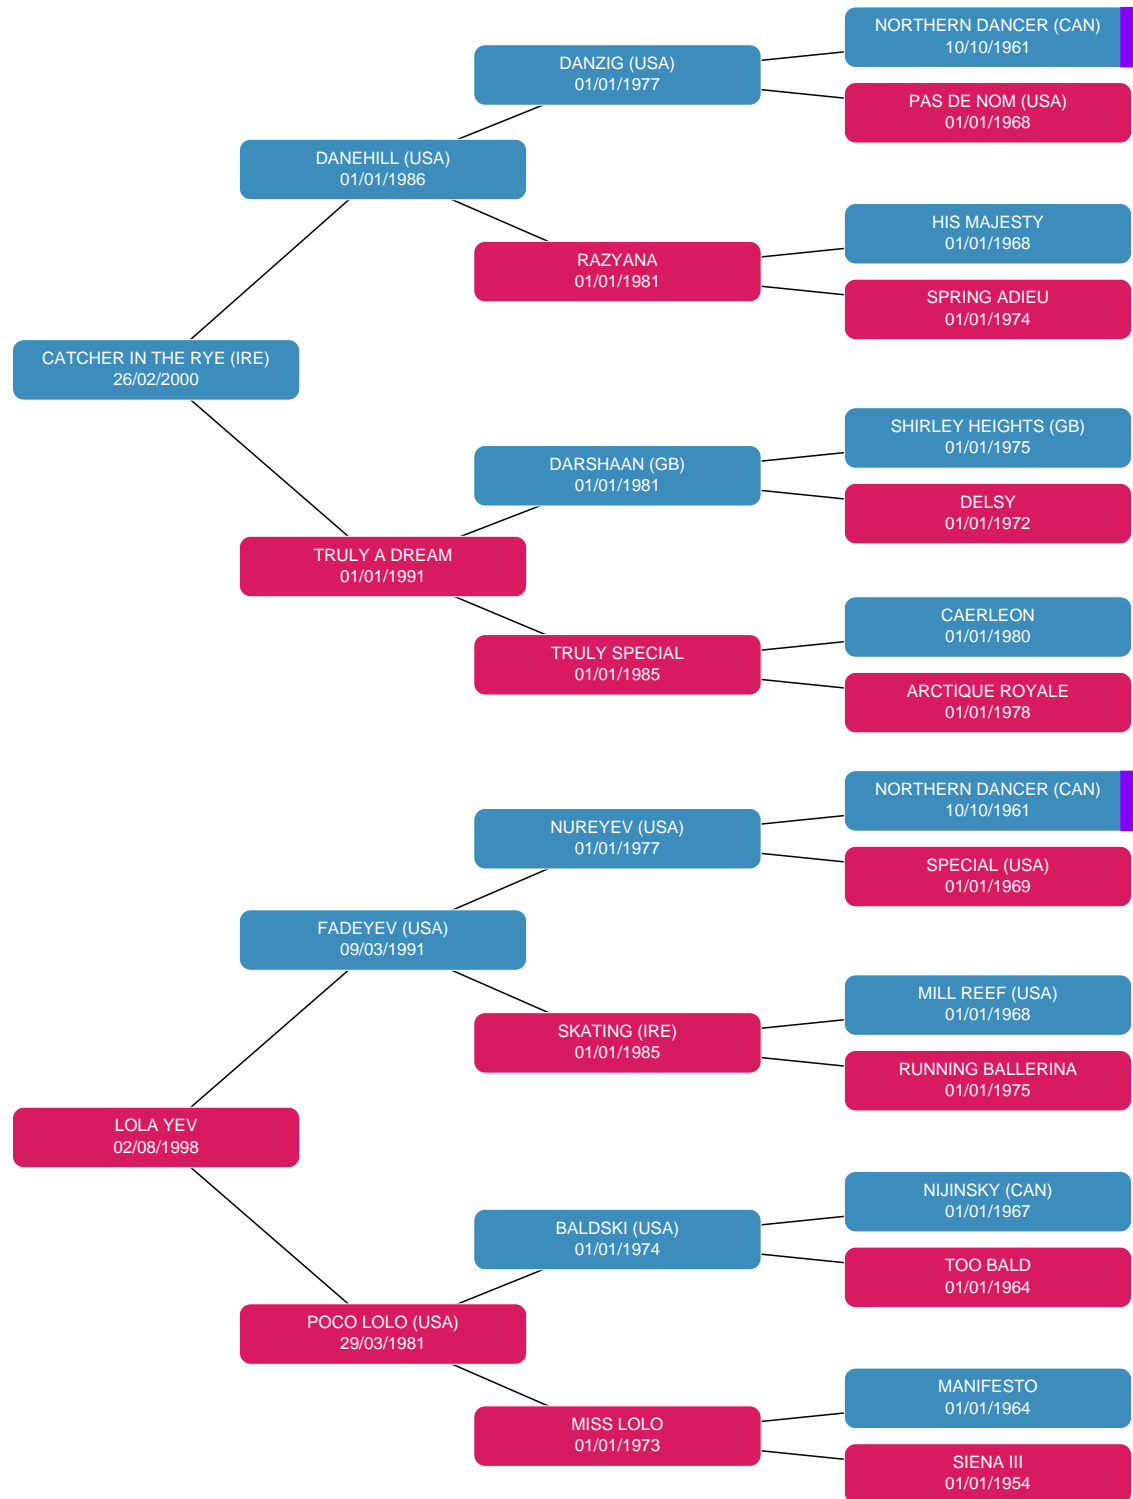 NORTHERN DANCER (CAN)
10/10/1961
DANZIG (USA)
01/01/1977
PAS DE NOM (USA)
01/01/1968
DANEHILL (USA)
01/01/1986
HIS MAJESTY
01/01/1968
RAZYANA
01/01/1981
SPRING ADIEU
01/01/1974
CATCHER IN THE RYE (IRE)
26/02/2000
SHIRLEY HEIGHTS (GB)
01/01/1975
DARSHAAN (GB)
01/01/1981
DELSY
01/01/1972
TRULY A DREAM
01/01/1991
CAERLEON
01/01/1980
TRULY SPECIAL
01/01/1985
ARCTIQUE ROYALE
01/01/1978
NORTHERN DANCER (CAN)
10/10/1961
NUREYEV (USA)
01/01/1977
SPECIAL (USA)
01/01/1969
FADEYEV (USA)
09/03/1991
MILL REEF (USA)
01/01/1968
SKATING (IRE)
01/01/1985
RUNNING BALLERINA
01/01/1975
LOLA YEV
02/08/1998
NIJINSKY (CAN)
01/01/1967
BALDSKI (USA)
01/01/1974
TOO BALD
01/01/1964
POCO LOLO (USA)
29/03/1981
MANIFESTO
01/01/1964
MISS LOLO
01/01/1973
SIENA III
01/01/1954